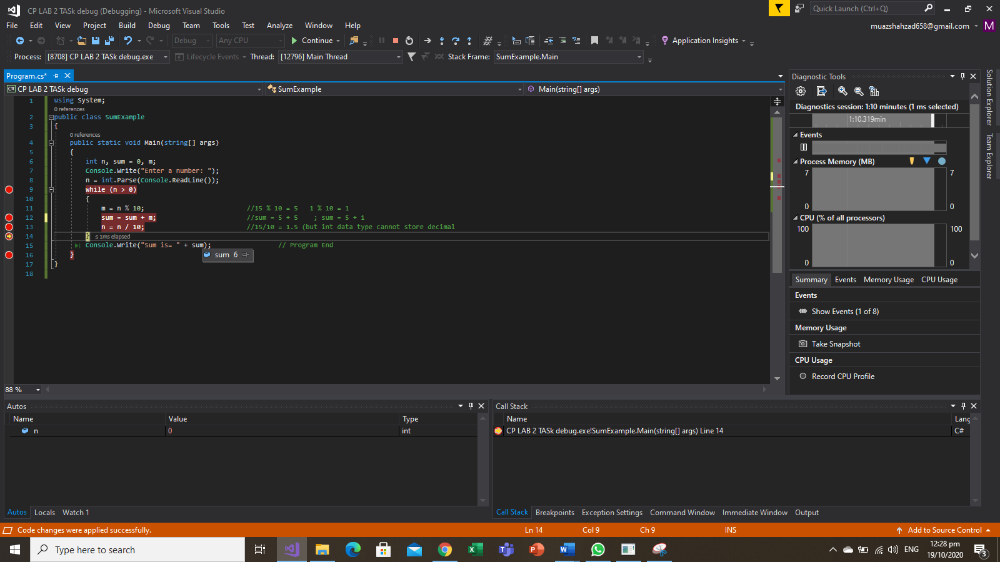 CP LAB 2 TASk debug (Debugging) - Microsoft Visual Studio
Quick Launch (Ctrl+Q)
File Edit View Project Build Debug Team Tools Test Analyze Window Help
muazshahzad658@gmail.com M
Debug Any CPU Continue Application Insights
Process: [8708] CP LAB 2 TASk debug.exe Lifecycle Events Thread: [12796] Main Thread Stack Frame: SumExample.Main
Program.cs*
C# CP LAB 2 TASk debug SumExample Main(string[] args)
1 using System;
0 references
2 public class SumExample
3 {
0 references
4 public static void Main(string[] args)
5 {
6 int n, sum = 0, m;
7 Console.Write("Enter a number: ");
8 n = int.Parse(Console.ReadLine());
9 while (n > 0)
10 {
11 m = n % 10; //15 % 10 = 5 1 % 10 = 1
12 sum = sum + m; //sum = 5 + 5 ; sum = 5 + 1
13 n = n / 10; //15/10 = 1.5 (but int data type cannot store decimal
14 } ≤ 1ms elapsed
15 Console.Write("Sum is= " + sum); // Program End
sum 6
16 }
17 }
18
88 %
Diagnostic Tools
Diagnostics session: 1:10 minutes (1 ms selected)
1:10.319min
Events
Process Memory (MB)
7 7
0 0
CPU (% of all processors)
100 100
0 0
Summary Events Memory Usage CPU Usage
Events
Show Events (1 of 8)
Memory Usage
Take Snapshot
CPU Usage
Record CPU Profile
Solution Explorer
Team Explorer
Autos
Name Value Type
n 0 int
Autos Locals Watch 1
Call Stack
Name Lang
CP LAB 2 TASk debug.exe!SumExample.Main(string[] args) Line 14 C#
Call Stack Breakpoints Exception Settings Command Window Immediate Window Output
Code changes were applied successfully. Ln 14 Col 9 Ch 9 INS Add to Source Control
Type here to search
ENG
12:28 pm
19/10/2020
3